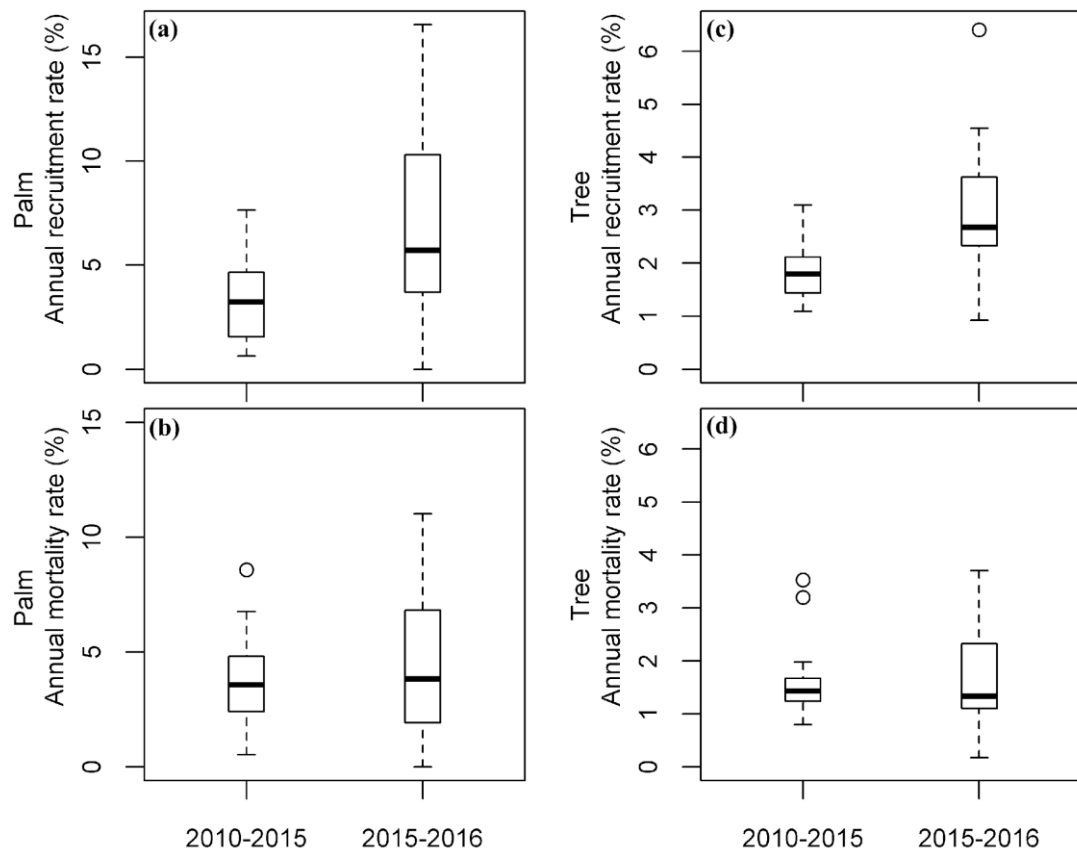 (a)
Palm
Annual recruitment rate (%)
15
10
5
0
(c)
Tree
Annual recruitment rate (%)
6
5
4
3
2
1
0
(b)
Palm
Annual mortality rate (%)
15
10
5
0
2010-2015
2015-2016
(d)
Tree
Annual mortality rate (%)
6
5
4
3
2
1
0
2010-2015
2015-2016